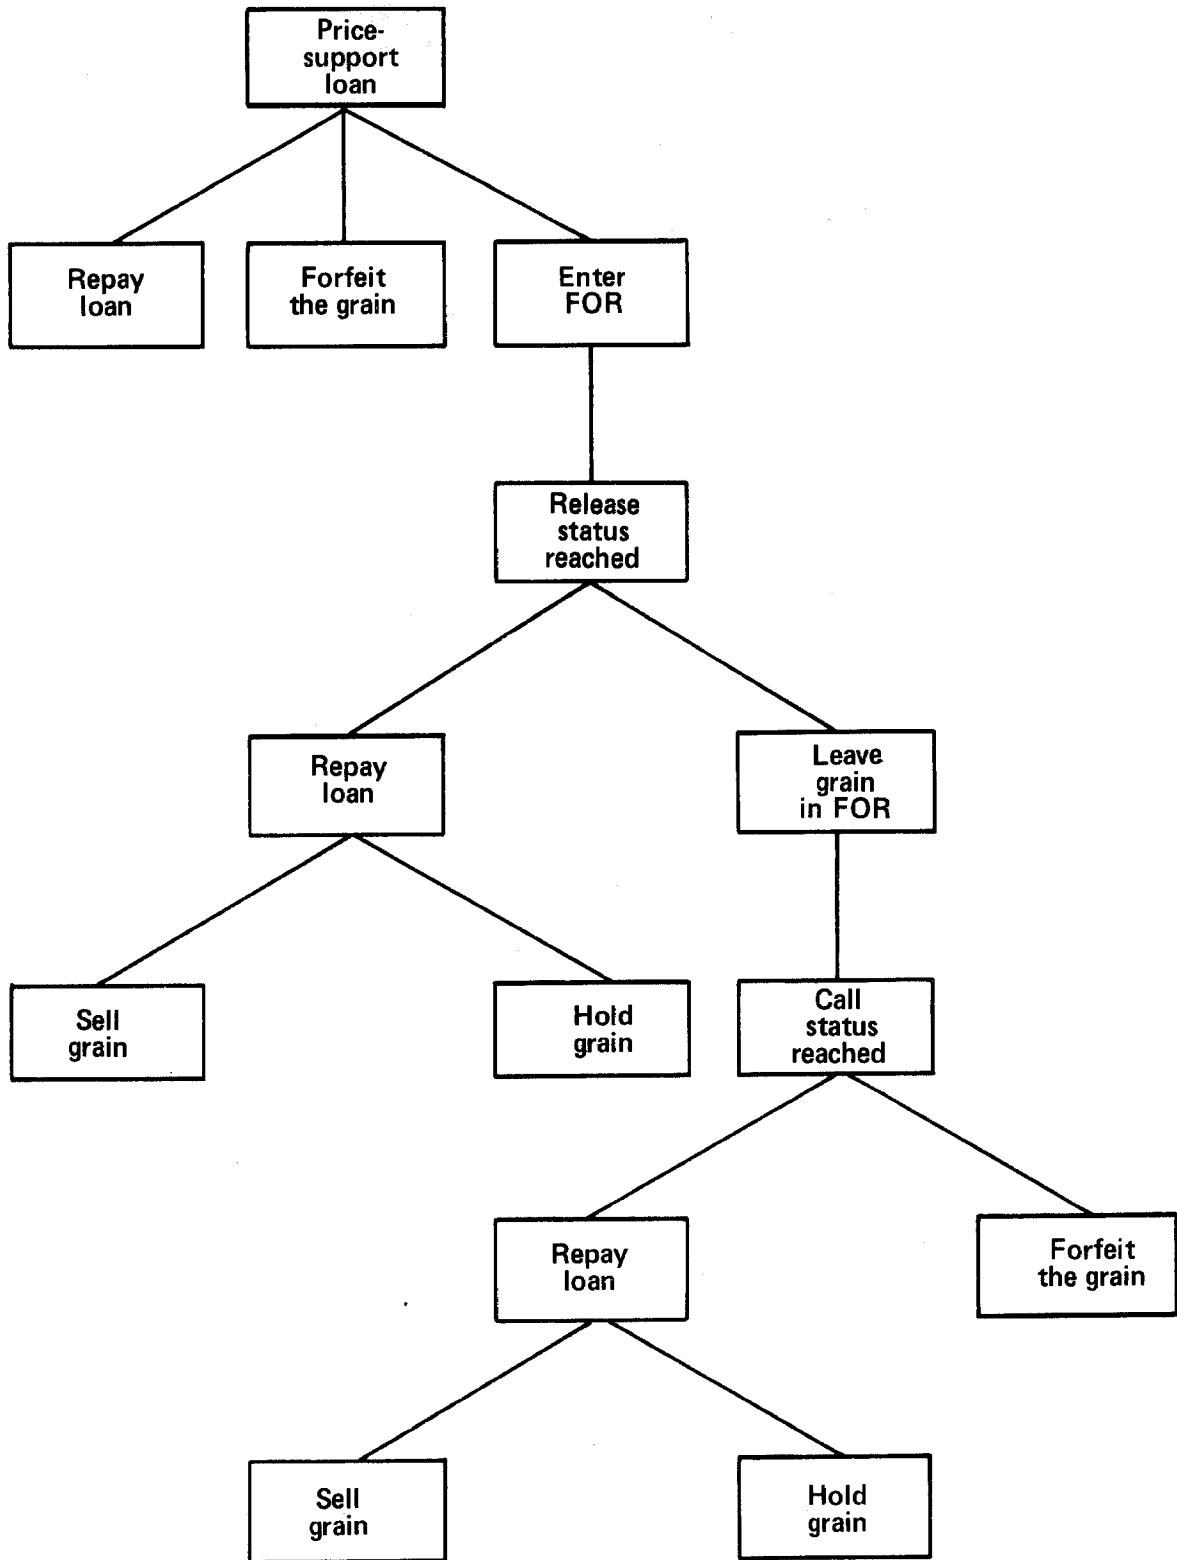 Price-
support
loan
Repay
loan
Forfeit
the grain
Enter
FOR
Release
status
reached
Repay
loan
Leave
grain
in FOR
Sell
grain
Hold
grain
Call
status
reached
Repay
loan
Forfeit
the grain
Sell
grain
Hold
grain